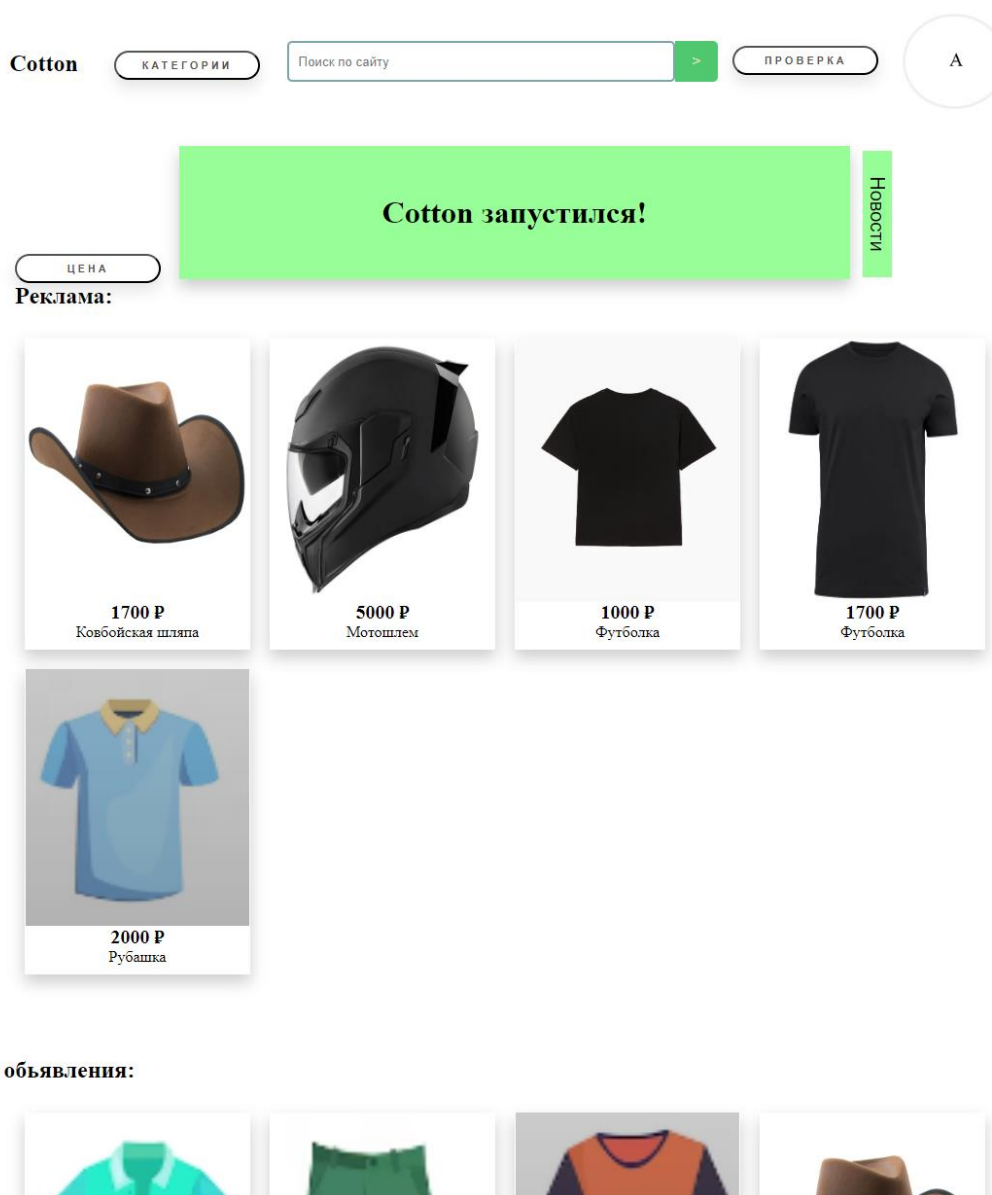 Cotton
КАТЕГОРИИ
Поиск по сайту
>
ПРОВЕРКА
А
Cotton запустился!
Новости
ЦЕНА
Реклама:
1700 ₽
Ковбойская шляпа
5000 ₽
Мотошлем
1000 ₽
Футболка
1700 ₽
Футболка
2000 ₽
Рубашка
обьявления: